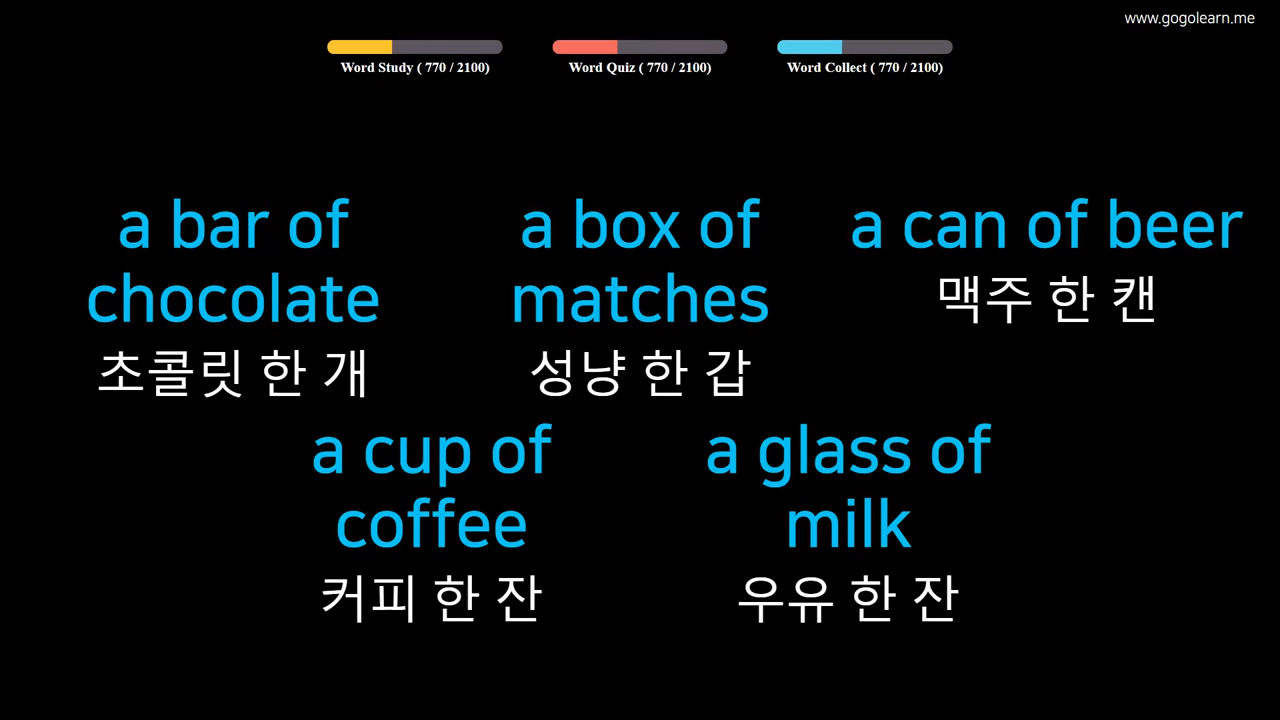 www.gogolearn.me
Word Study ( 770 / 2100)
Word Quiz ( 770 / 2100)
Word Collect ( 770 / 2100)
a bar of
chocolate
초콜릿 한 개
a box of
matches
성냥 한 갑
a can of beer
맥주 한 캔
a cup of
coffee
커피 한 잔
a glass of
milk
우유 한 잔